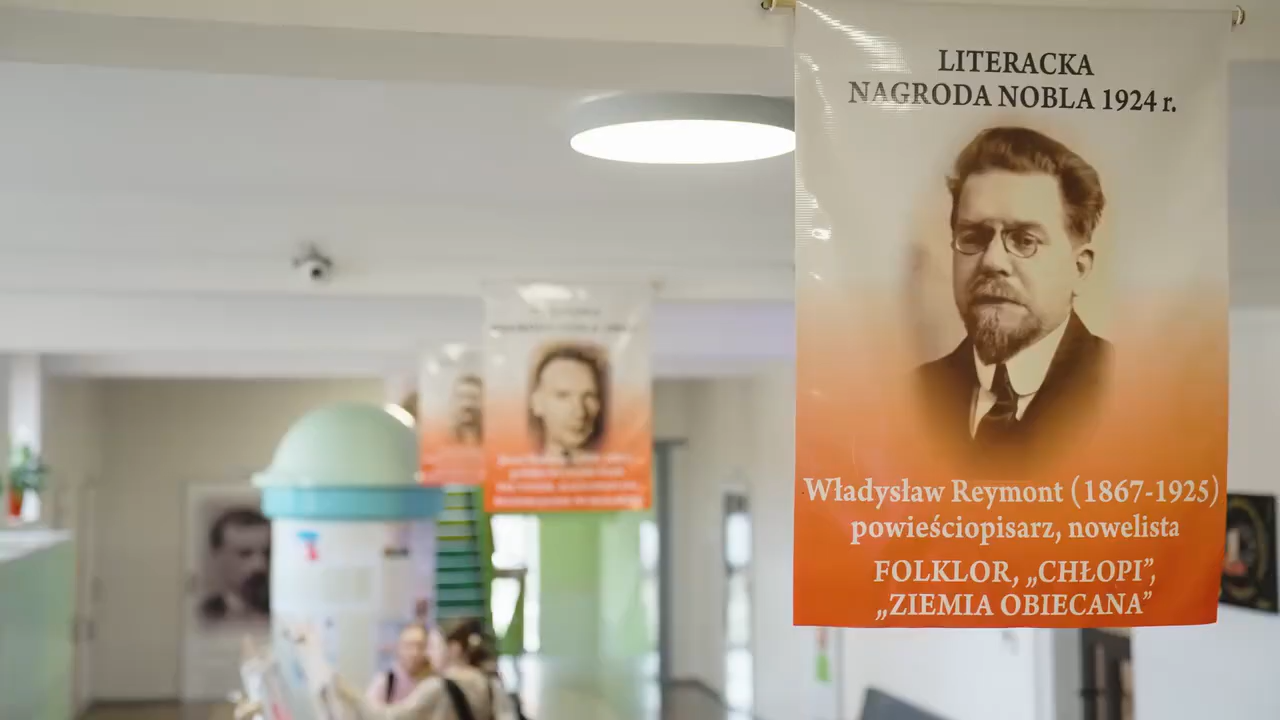 LITERACKA
NAGRODA NOBLA 1924 r.
Władysław Reymont (1867-1925)
powieściopisarz, nowelista
FOLKLOR, „CHŁOPI”,
„ZIEMIA OBIECANA”